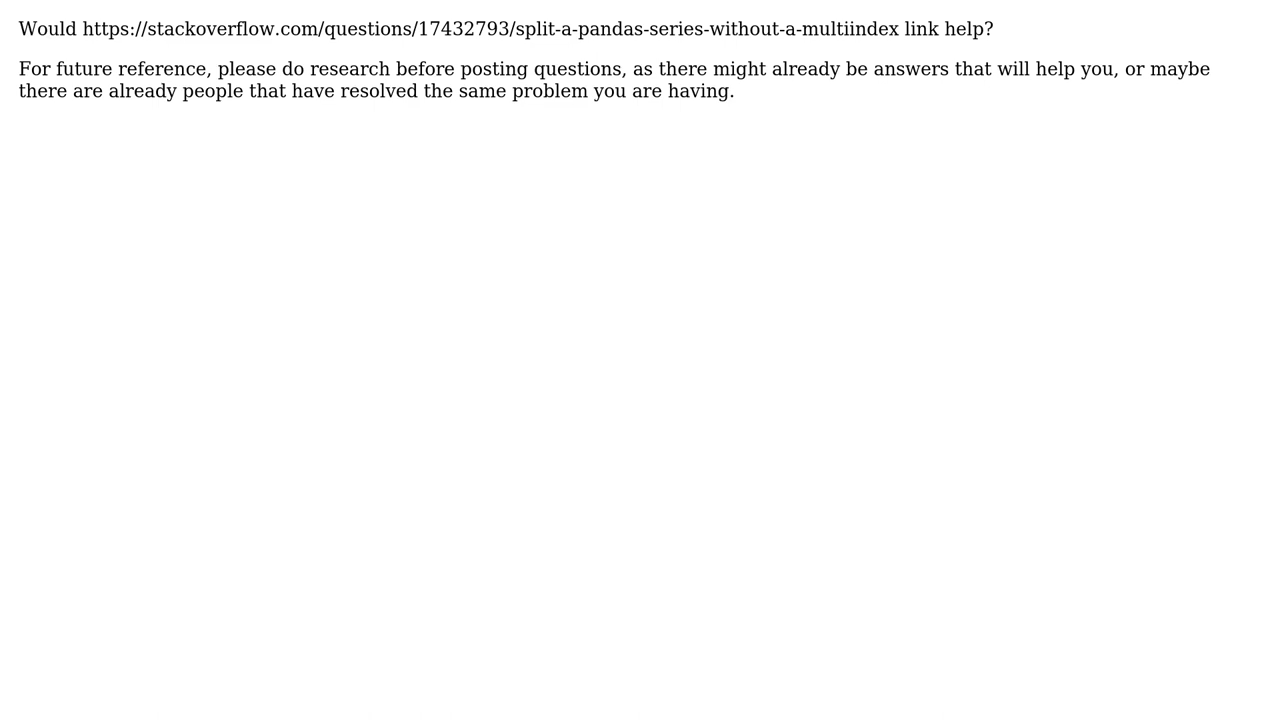 Would https://stackoverflow.com/questions/17432793/split-a-pandas-series-without-a-multiindex link help?
For future reference, please do research before posting questions, as there might already be answers that will help you, or maybe
there are already people that have resolved the same problem you are having.